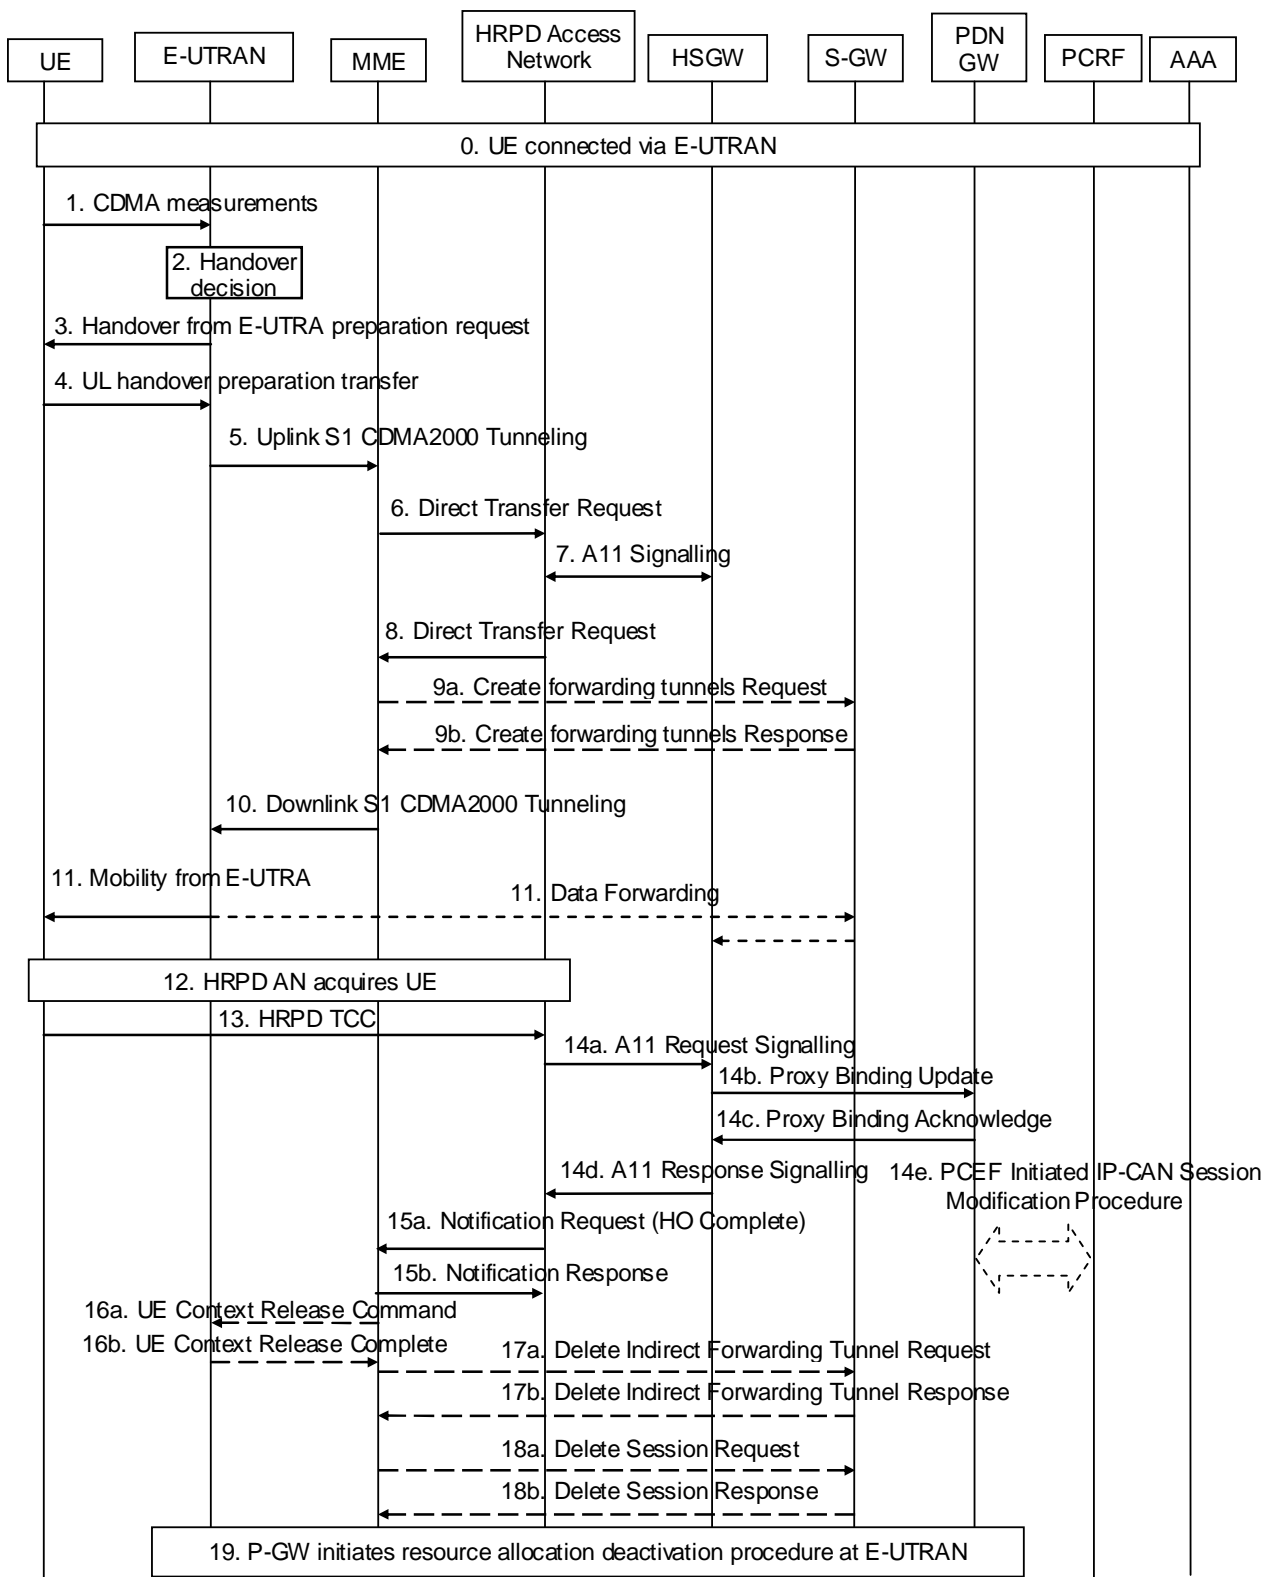 UE
E-UTRAN
MME
HRPD Access
Network
HSGW
S-GW
PDN
GW
PCRF
AAA
0. UE connected via E-UTRAN
1. CDMA measurements
2. Handover
decision
3. Handover from E-UTRA preparation request
4. UL handover preparation transfer
5. Uplink S1 CDMA2000 Tunneling
6. Direct Transfer Request
7. A11 Signalling
8. Direct Transfer Request
9a. Create forwarding tunnels Request
9b. Create forwarding tunnels Response
10. Downlink S1 CDMA2000 Tunneling
11. Mobility from E-UTRA
11. Data Forwarding
12. HRPD AN acquires UE
13. HRPD TCC
14a. A11 Request Signalling
14b. Proxy Binding Update
14c. Proxy Binding Acknowledge
14d. A11 Response Signalling
14e. PCEF Initiated IP-CAN Session
Modification Procedure
15a. Notification Request (HO Complete)
15b. Notification Response
16a. UE Context Release Command
16b. UE Context Release Complete
17a. Delete Indirect Forwarding Tunnel Request
17b. Delete Indirect Forwarding Tunnel Response
18a. Delete Session Request
18b. Delete Session Response
19. P-GW initiates resource allocation deactivation procedure at E-UTRAN